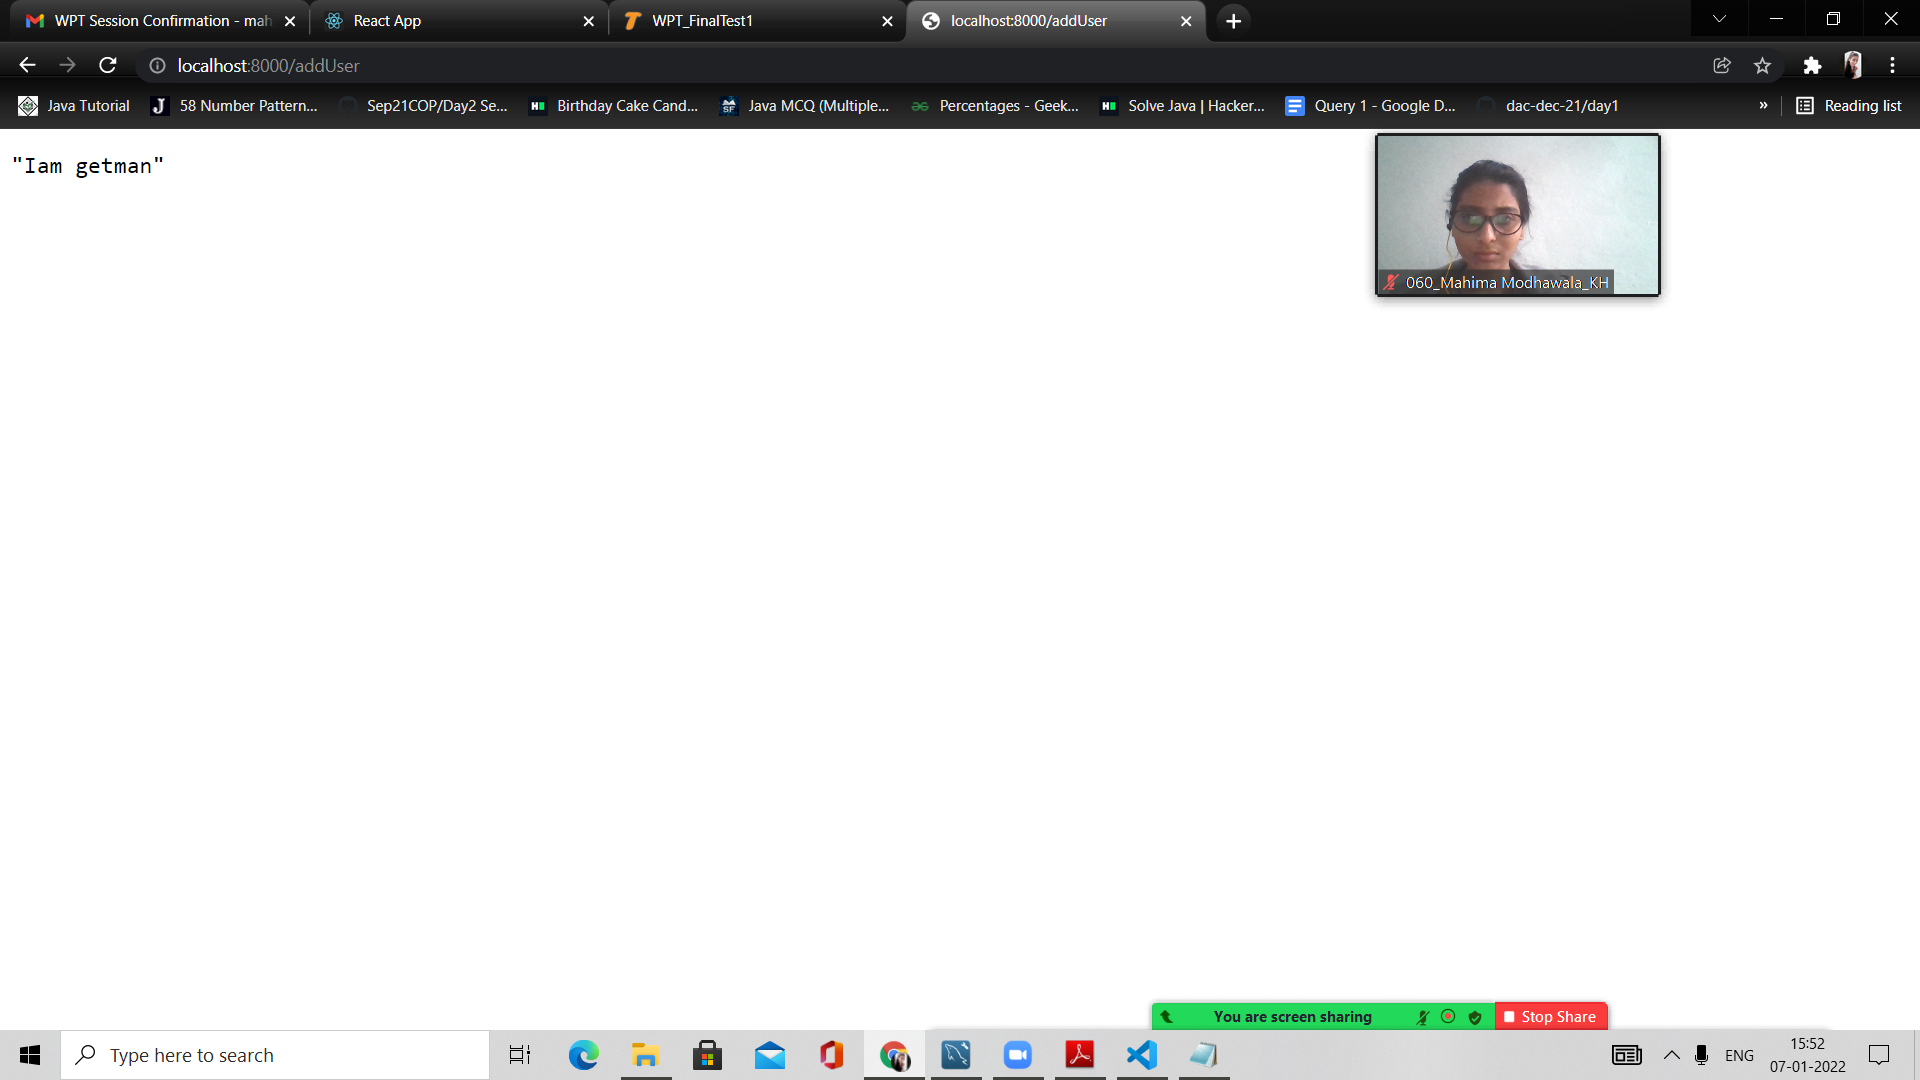 WPT Session Confirmation - mah
React App
WPT_FinalTest1
localhost:8000/addUser
localhost:8000/addUser
Java Tutorial
58 Number Pattern...
Sep21COP/Day2 Se...
Birthday Cake Cand...
Java MCQ (Multiple...
Percentages - Geek...
Solve Java | Hacker...
Query 1 - Google D...
dac-dec-21/day1
»
Reading list
"Iam getman"
060_Mahima Modhawala_KH
You are screen sharing
Stop Share
Type here to search
ENG
15:52
07-01-2022